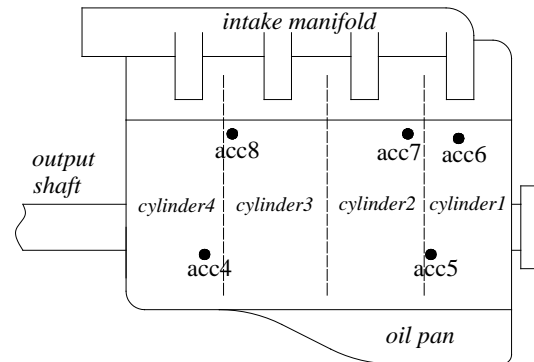 intake manifold
acc8
acc7
acc6
output
shaft
cylinder4
cylinder3
cylinder2
cylinder1
acc4
acc5
oil pan